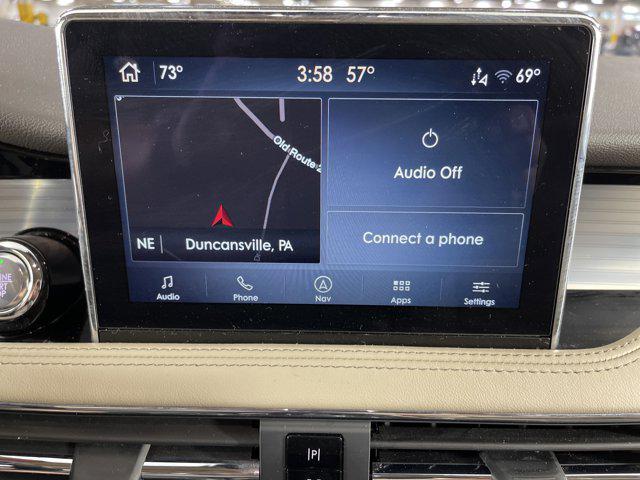 73° 3:58 57° 69°
Old Route
Audio Off
NE Duncansville, PA
Connect a phone
Audio Phone Nav Apps Settings
P